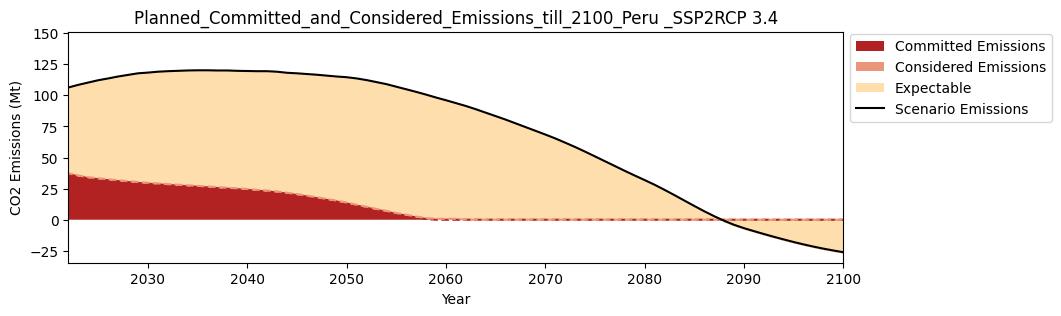 Planned_Committed_and_Considered_Emissions_till_2100_Peru _SSP2RCP 3.4
150
125
100
75
50
25
0
−25
CO2 Emissions (Mt)
2030
2040
2050
2060
2070
2080
2090
2100
Year
Committed Emissions
Considered Emissions
Expectable
Scenario Emissions